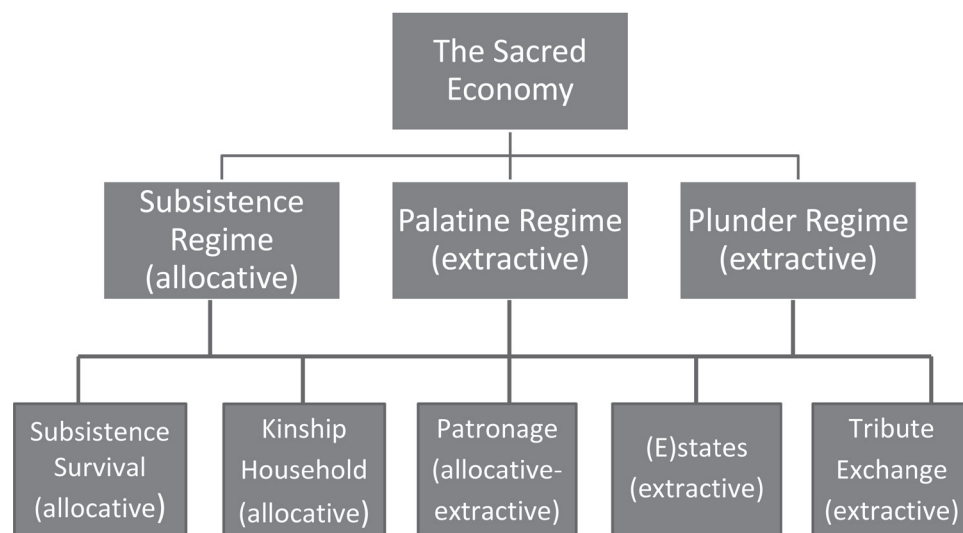 The Sacred
Economy
Subsistence
Regime
(allocative)
Palatine Regime
(extractive)
Plunder Regime
(extractive)
Subsistence
Survival
(allocative)
Kinship
Household
(allocative)
Patronage
(allocative-
extractive)
(E)states
(extractive)
Tribute
Exchange
(extractive)